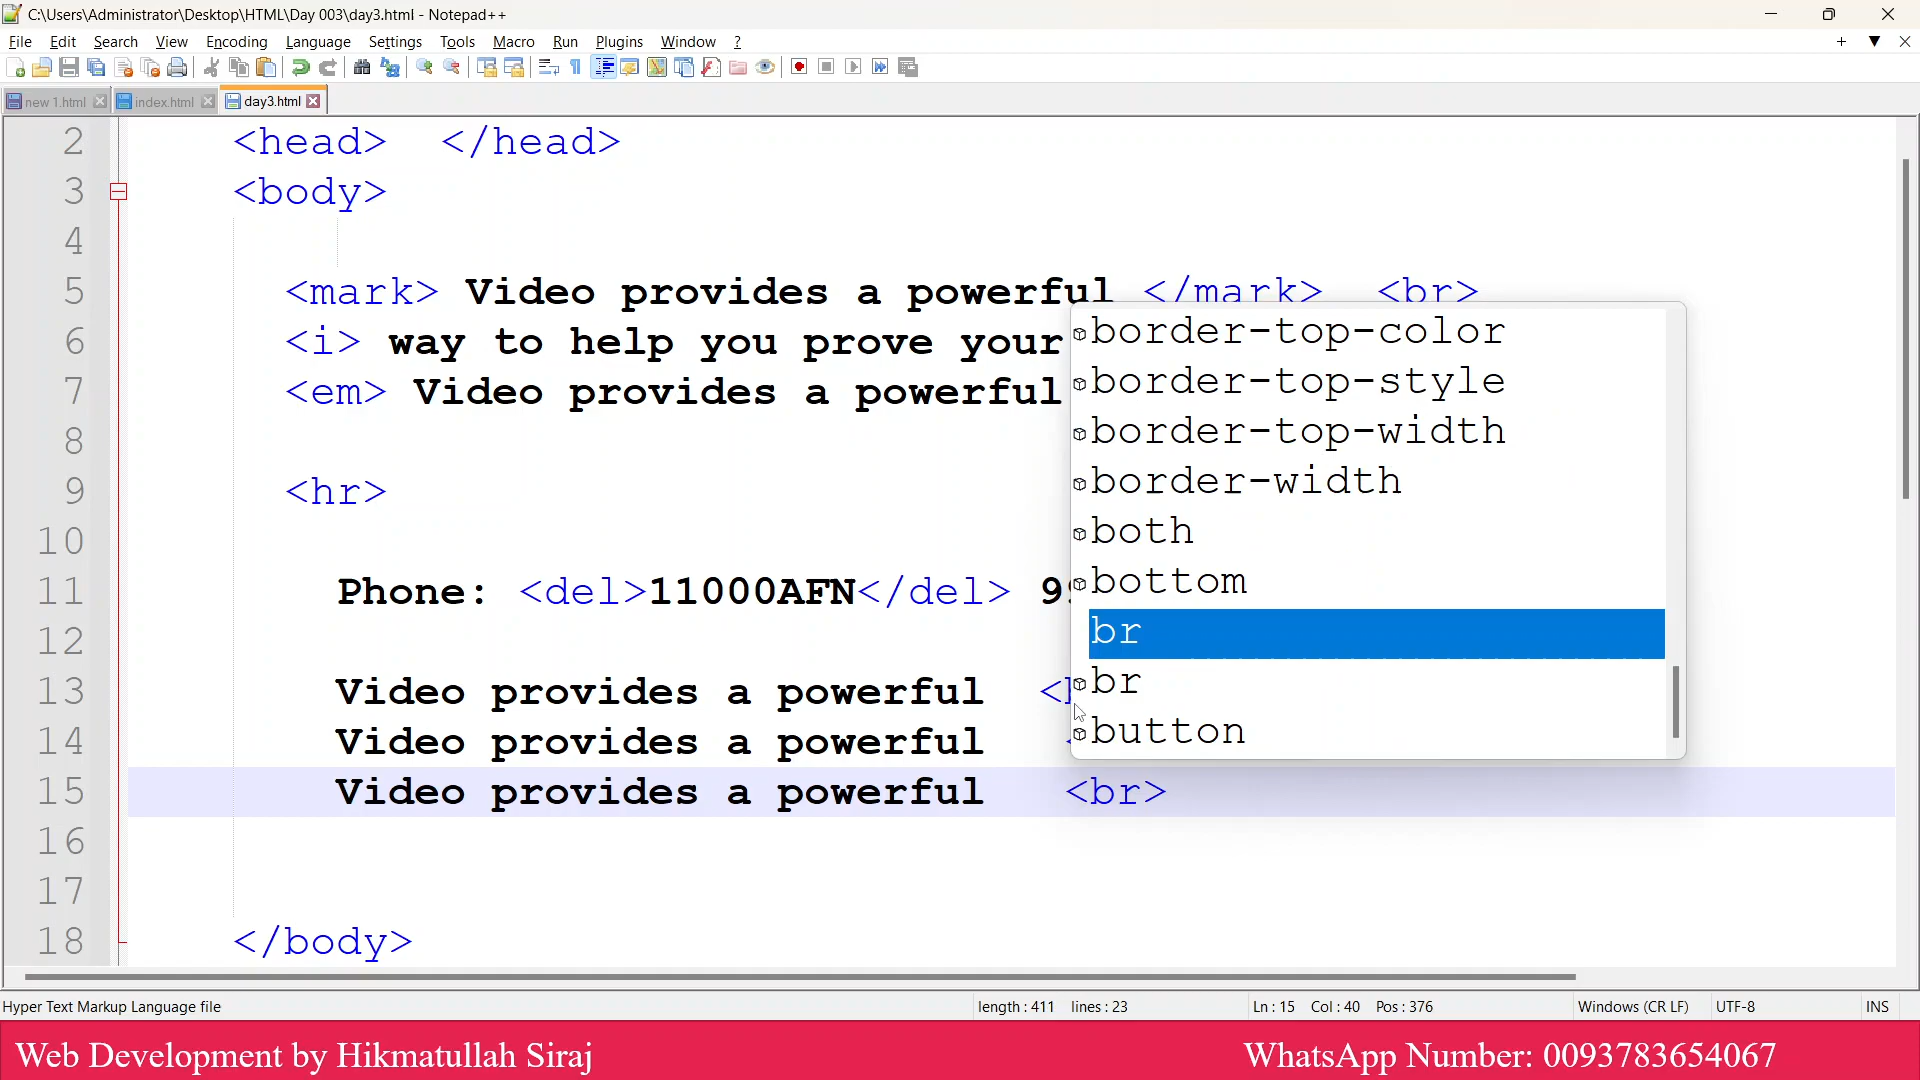 C:\Users\Administrator\Desktop\HTML\Day 003\day3.html - Notepad++
File Edit Search View Encoding Language Settings Tools Macro Run Plugins Window ?
new 1.html index.html day3.html
2 <head> </head>
3 <body>
4
5 <mark> Video provides a powerful </mark> <br>
6 <i> way to help you prove your
7 <em> Video provides a powerful
8
9 <hr>
10
11 Phone: <del>11000AFN</del>
12
13 Video provides a powerful
14 Video provides a powerful
15 Video provides a powerful <br>
16
17
18 </body>
border-top-color
border-top-style
border-top-width
border-width
both
bottom
br
br
button
Hyper Text Markup Language file length : 411 lines : 23 Ln : 15 Col : 40 Pos : 376 Windows (CR LF) UTF-8 INS
Web Development by Hikmatullah Siraj WhatsApp Number: 0093783654067